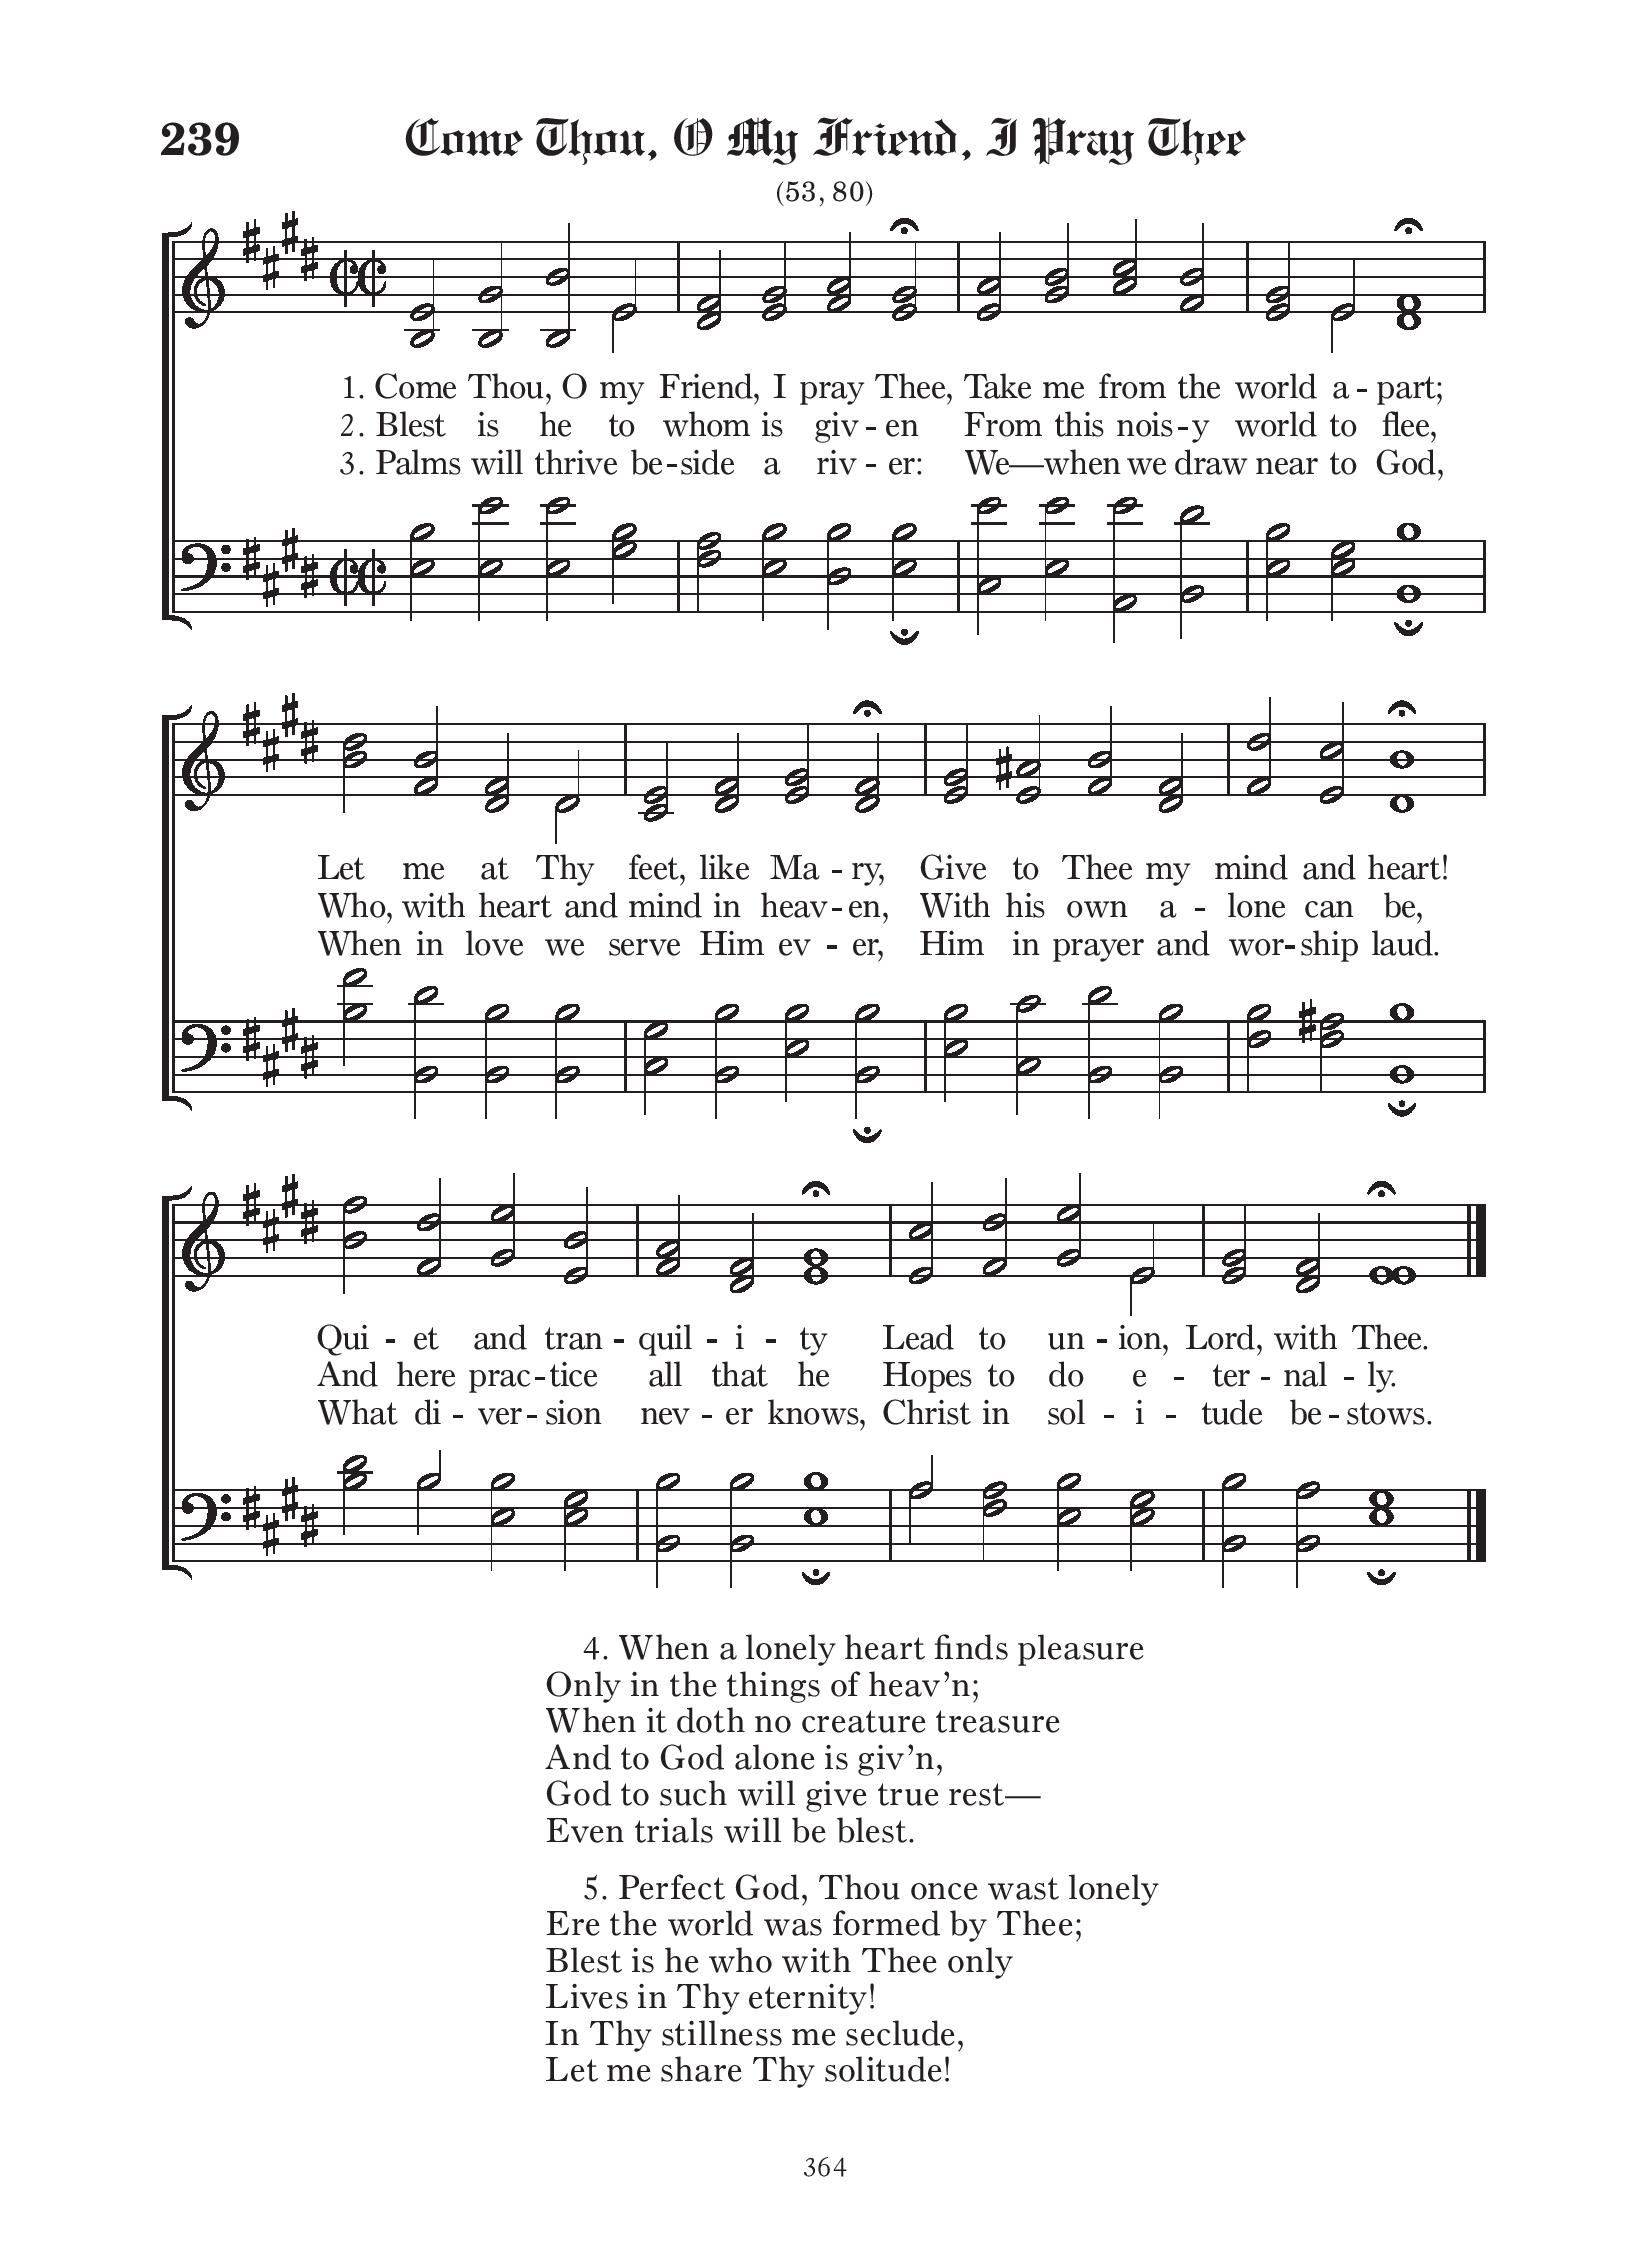 239 Come Thou, O My Friend, I Pray Thee
(53, 80)
1. Come Thou, O my Friend, I pray Thee, Take me from the world a - part;
2. Blest is he to whom is giv - en From this nois - y world to flee,
3. Palms will thrive be - side a riv - er: We—when we draw near to God,
Let me at Thy feet, like Ma - ry, Give to Thee my mind and heart!
Who, with heart and mind in heav - en, With his own a - lone can be,
When in love we serve Him ev - er, Him in prayer and wor - ship laud.
Qui - et and tran - quil - i - ty Lead to un - ion, Lord, with Thee.
And here prac - tice all that he Hopes to do e - ter - nal - ly.
What di - ver - sion nev - er knows, Christ in sol - i - tude be - stows.
4. When a lonely heart finds pleasure
Only in the things of heav’n;
When it doth no creature treasure
And to God alone is giv’n,
God to such will give true rest—
Even trials will be blest.
5. Perfect God, Thou once wast lonely
Ere the world was formed by Thee;
Blest is he who with Thee only
Lives in Thy eternity!
In Thy stillness me seclude,
Let me share Thy solitude!
364